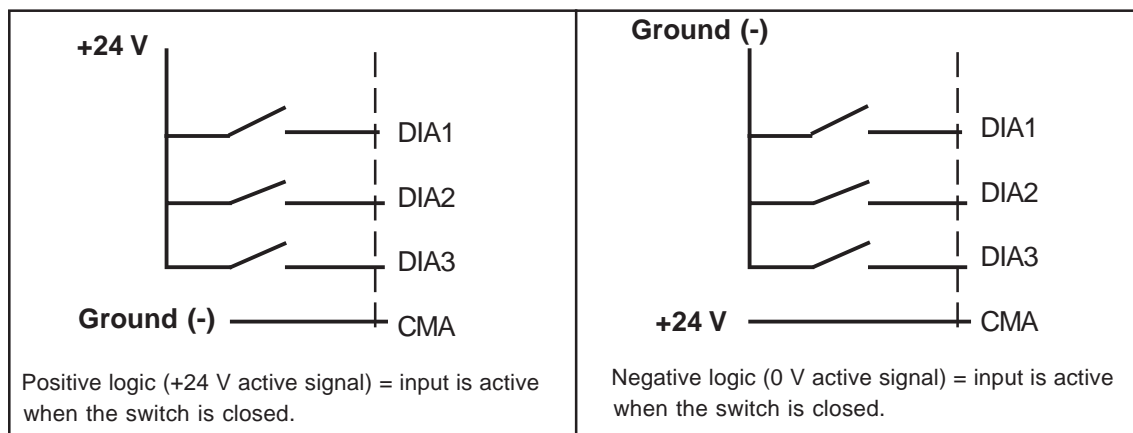 +24 V
DIA1
DIA2
DIA3
Ground (-)
CMA
Positive logic (+24 V active signal) = input is active
when the switch is closed.
Ground (-)
DIA1
DIA2
DIA3
+24 V
CMA
Negative logic (0 V active signal) = input is active
when the switch is closed.